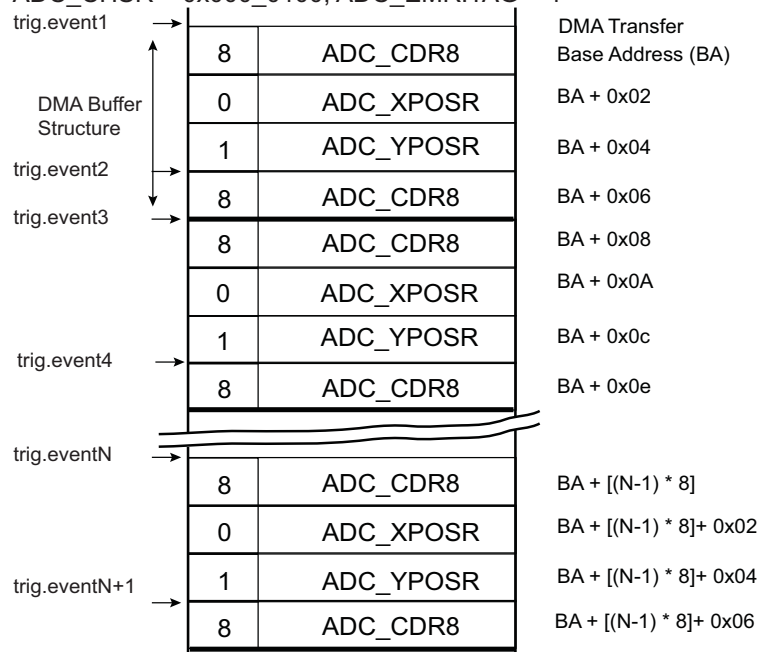 trig.event1
DMA Transfer
8 ADC_CDR8 Base Address (BA)
DMA Buffer
Structure
0 ADC_XPOSR BA + 0x02
1 ADC_YPOSR BA + 0x04
trig.event2
8 ADC_CDR8 BA + 0x06
trig.event3
8 ADC_CDR8 BA + 0x08
0 ADC_XPOSR BA + 0x0A
1 ADC_YPOSR BA + 0x0c
trig.event4
8 ADC_CDR8 BA + 0x0e
trig.eventN
8 ADC_CDR8 BA + [(N-1) * 8]
0 ADC_XPOSR BA + [(N-1) * 8]+ 0x02
1 ADC_YPOSR BA + [(N-1) * 8]+ 0x04
trig.eventN+1
8 ADC_CDR8 BA + [(N-1) * 8]+ 0x06